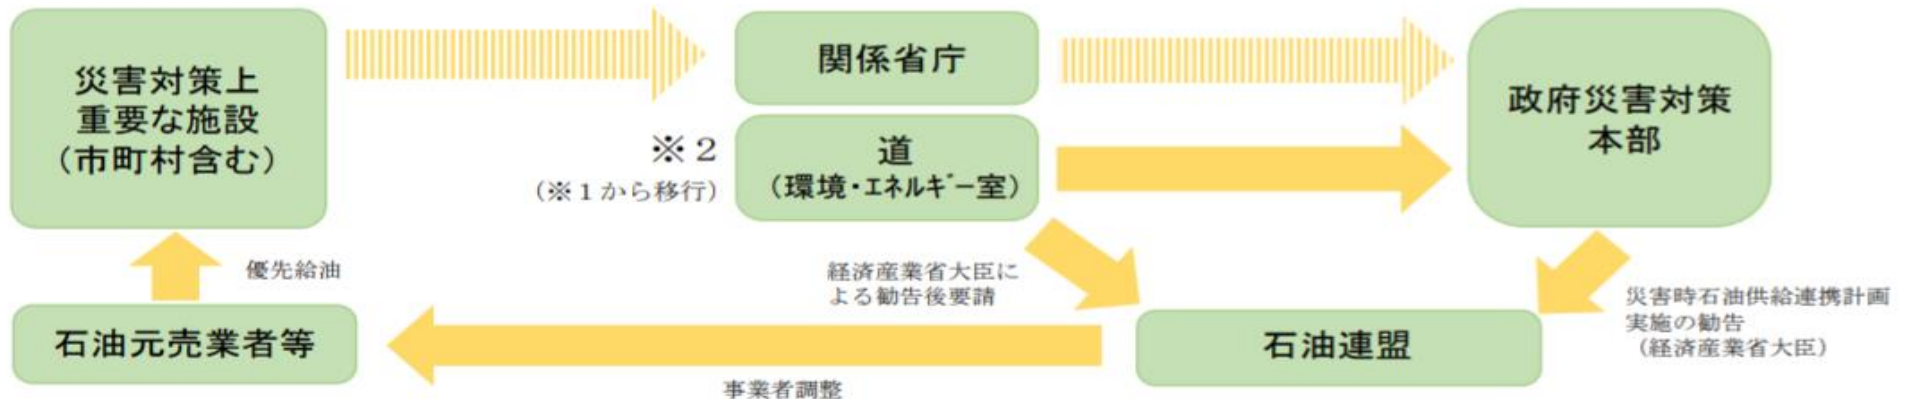 災害対策上
重要な施設
（市町村含む）
関係省庁
※２
（※１から移行）
道
（環境・ｴﾈﾙｷﾞｰ室）
政府災害対策
本部
優先給油
経済産業省大臣に
よる勧告後要請
災害時石油供給連携計画
実施の勧告
（経済産業省大臣）
石油元売業者等
石油連盟
事業者調整